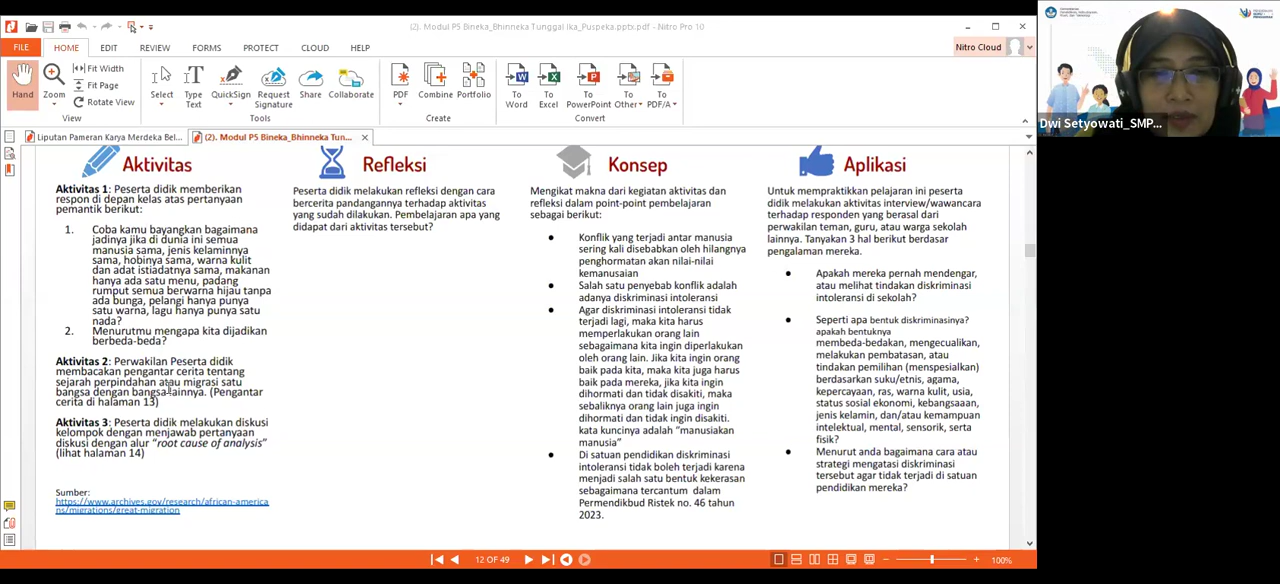 (2). Modul P5 Bineka_Bhinneka Tunggal Ika_Puspeka.pptx.pdf - Nitro Pro 10
FILE HOME EDIT REVIEW FORMS PROTECT CLOUD HELP
Nitro Cloud
Hand
Zoom
Fit Width
Fit Page
Rotate View
View
Select
Type Text
QuickSign
Request Signature
Share
Collaborate
Tools
PDF
Combine
Portfolio
Create
To Word
To Excel
To PowerPoint
To Other
To PDF/A
Convert
Liputan Pameran Karya Merdeka Bel...
(2). Modul P5 Bineka_Bhinneka Tun...
Aktivitas
Aktivitas 1: Peserta didik memberikan
respon di depan kelas atas pertanyaan
pemantik berikut:
1. Coba kamu bayangkan bagaimana
jadinya jika di dunia ini semua
manusia sama, jenis kelaminnya
sama, hobinya sama, warna kulit
dan adat istiadatnya sama, makanan
hanya ada satu menu, padang
rumput semua berwarna hijau tanpa
ada bunga, pelangi hanya punya
satu warna, lagu hanya punya satu
nada?
2. Menurutmu mengapa kita dijadikan
berbeda-beda?
Aktivitas 2: Perwakilan Peserta didik
membacakan pengantar cerita tentang
sejarah perpindahan atau migrasi satu
bangsa dengan bangsa lainnya. (Pengantar
cerita di halaman 13)
Aktivitas 3: Peserta didik melakukan diskusi
kelompok dengan menjawab pertanyaan
diskusi dengan alur "root cause of analysis"
(lihat halaman 14)
Sumber:
https://www.archives.gov/research/african-america
ns/migrations/great-migration
Refleksi
Peserta didik melakukan refleksi dengan cara
bercerita pandangannya terhadap aktivitas
yang sudah dilakukan. Pembelajaran apa yang
didapat dari aktivitas tersebut?
Konsep
Mengikat makna dari kegiatan aktivitas dan
refleksi dalam point-point pembelajaran
sebagai berikut:
● Konflik yang terjadi antar manusia
sering kali disebabkan oleh hilangnya
penghormatan akan nilai-nilai
kemanusaian
● Salah satu penyebab konflik adalah
adanya diskriminasi intoleransi
● Agar diskriminasi intoleransi tidak
terjadi lagi, maka kita harus
memperlakukan orang lain
sebagaimana kita ingin diperlakukan
oleh orang lain. Jika kita ingin orang
baik pada kita, maka kita juga harus
baik pada mereka, jika kita ingin
dihormati dan tidak disakiti, maka
sebaliknya orang lain juga ingin
dihormati dan tidak ingin disakiti.
kata kuncinya adalah "manusiakan
manusia"
● Di satuan pendidikan diskriminasi
intoleransi tidak boleh terjadi karena
menjadi salah satu bentuk kekerasan
sebagaimana tercantum dalam
Permendikbud Ristek no. 46 tahun
2023.
Aplikasi
Untuk mempraktikkan pelajaran ini peserta
didik melakukan aktivitas interview/wawancara
terhadap responden yang berasal dari
perwakilan teman, guru, atau warga sekolah
lainnya. Tanyakan 3 hal berikut berdasar
pengalaman mereka.
● Apakah mereka pernah mendengar,
atau melihat tindakan diskriminasi
intoleransi di sekolah?
● Seperti apa bentuk diskriminasinya?
apakah bentuknya
membeda-bedakan, mengecualikan,
melakukan pembatasan, atau
tindakan pemilihan (menspesialkan)
berdasarkan suku/etnis, agama,
kepercayaan, ras, warna kulit, usia,
status sosial ekonomi, kebangsaaan,
jenis kelamin, dan/atau kemampuan
intelektual, mental, sensorik, serta
fisik?
● Menurut anda bagaimana cara atau
strategi mengatasi diskriminasi
tersebut agar tidak terjadi di satuan
pendidikan mereka?
12 OF 49
100%
Dwi Setyowati_SMP...